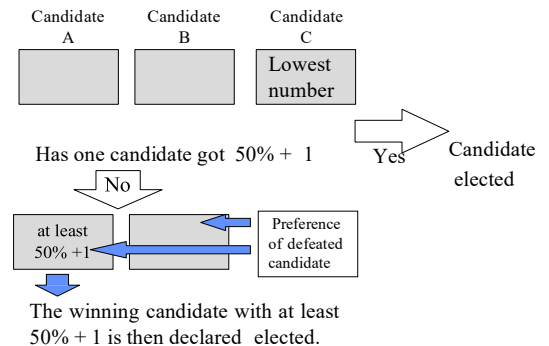 Candidate
A
Candidate
B
Candidate
C
Lowest
number
Has one candidate got 50% + 1
Yes
Candidate
elected
No
at least
50% +1
Preference
of defeated
candidate
The winning candidate with at least
50% + 1 is then declared elected.